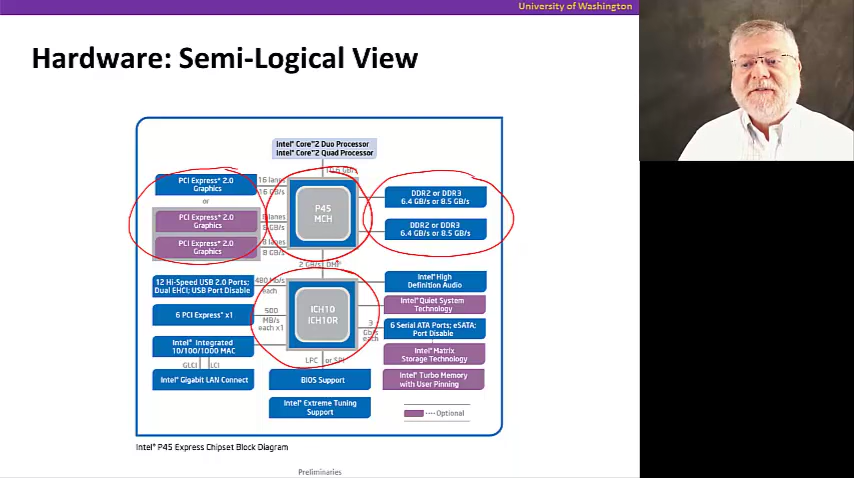 University of Washington
Hardware: Semi-Logical View
Intel® Core™2 Duo Processor
Intel® Core™2 Quad Processor
PCI Express* 2.0
Graphics
16 lanes
16 GB/s
or
PCI Express* 2.0
Graphics
8 lanes
8 GB/s
PCI Express* 2.0
Graphics
8 lanes
8 GB/s
P45
MCH
DDR2 or DDR3
6.4 GB/s or 8.5 GB/s
DDR2 or DDR3
6.4 GB/s or 8.5 GB/s
2 GB/s DMI
12 Hi-Speed USB 2.0 Ports;
Dual EHCI; USB Port Disable
480 Mb/s
each
6 PCI Express* x1
500
MB/s
each x1
Intel® Integrated
10/100/1000 MAC
GLCI
LCI
Intel® Gigabit LAN Connect
ICH10
ICH10R
Intel® High
Definition Audio
Intel® Quiet System
Technology
3
Gb/s
each
6 Serial ATA Ports; eSATA;
Port Disable
Intel® Matrix
Storage Technology
Intel® Turbo Memory
with User Pinning
LPC or SPI
BIOS Support
Intel® Extreme Tuning
Support
Optional
Intel® P45 Express Chipset Block Diagram
Preliminaries